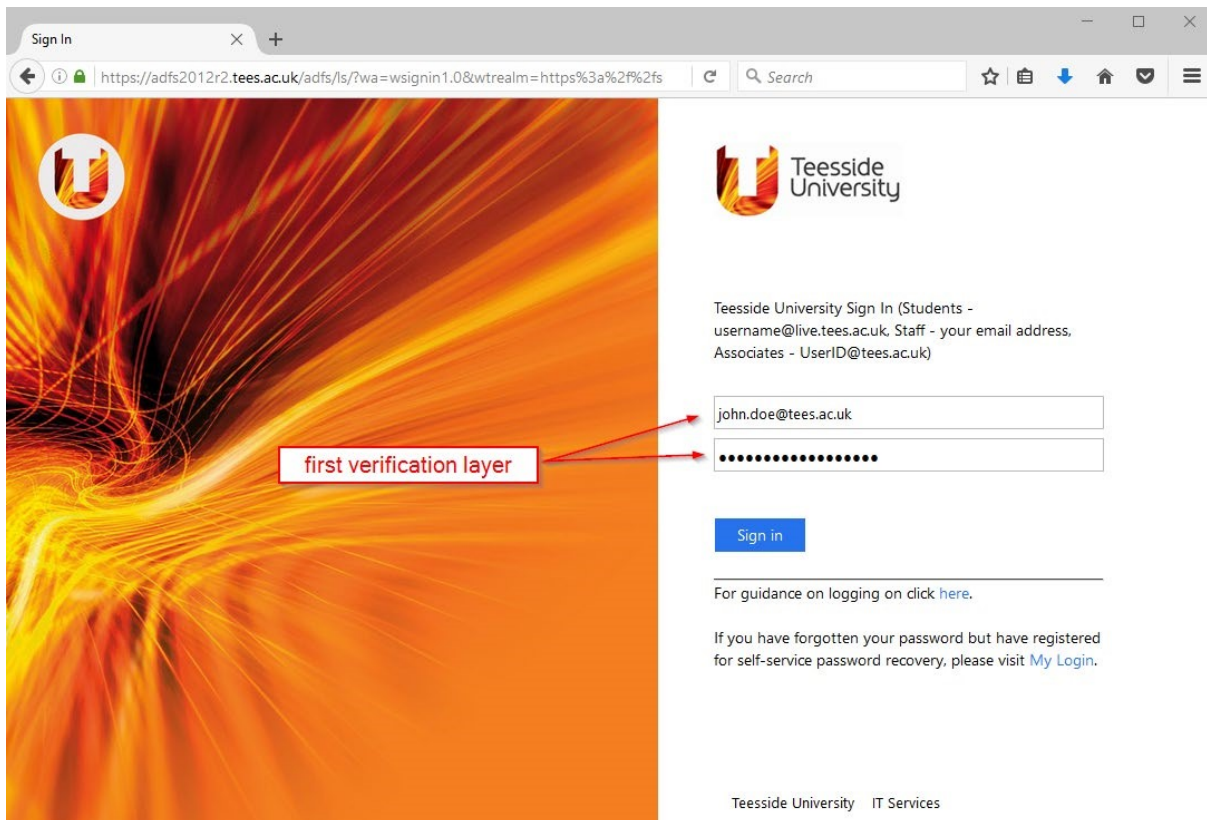 Sign In
https://adfs2012r2.tees.ac.uk/adfs/ls/?wa=wsignin1.0&wtrealm=https%3a%2f%2fs
Search
Teesside
University
Teesside University Sign In (Students -
username@live.tees.ac.uk, Staff - your email address,
Associates - UserID@tees.ac.uk)
john.doe@tees.ac.uk
••••••••••••••••••
first verification layer
Sign in
For guidance on logging on click here.
If you have forgotten your password but have registered
for self-service password recovery, please visit My Login.
Teesside University IT Services